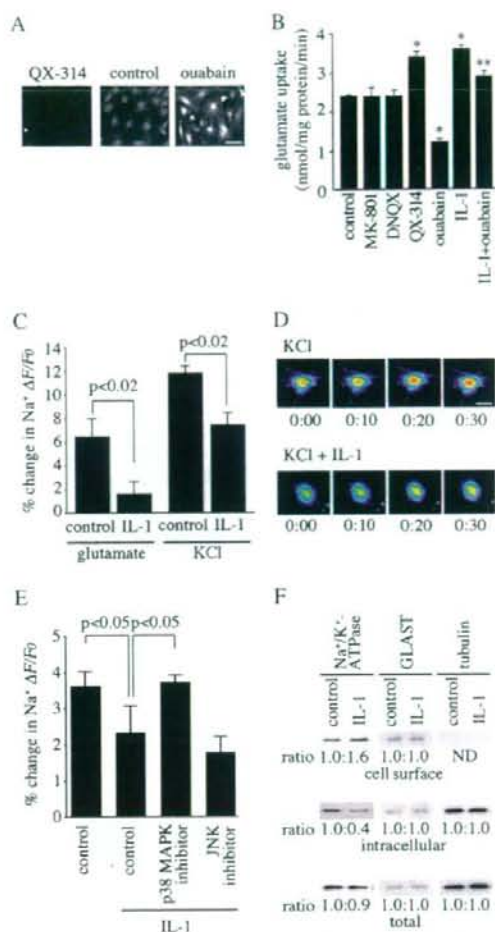 A
QX-314 control ouabain
B
glutamate uptake
(nmol/mg protein/min)
4
3
2
1
0
* * * **
control
MK-801
DNQX
QX-314
ouabain
IL-1
IL-1+ouabain
C
% change in Na⁺ ΔF/F0
14
12
10
8
6
4
2
0
p<0.02
p<0.02
control IL-1 control IL-1
glutamate KCl
D
KCl
0:00 0:10 0:20 0:30
KCl + IL-1
0:00 0:10 0:20 0:30
E
% change in Na⁺ ΔF/F0
5
4
3
2
1
0
p<0.05 p<0.05
control
control
p38 MAPK
inhibitor
JNK
inhibitor
IL-1
F
Na⁺/K⁺-
ATPase
GLAST
tubulin
control
IL-1
control
IL-1
control
IL-1
ratio 1.0:1.6 1.0:1.0 ND
cell surface
ratio 1.0:0.4 1.0:1.0 1.0:1.0
intracellular
ratio 1.0:0.9 1.0:1.0 1.0:1.0
total